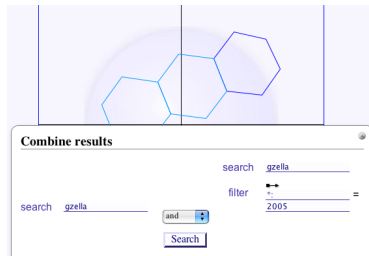 Combine results
search gzella
filter *: =
2005
search gzella
and
Search